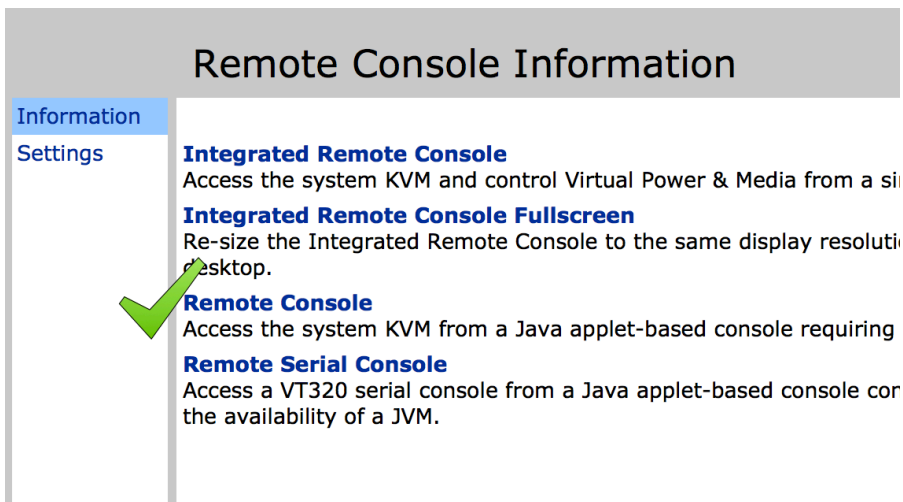 Remote Console Information
Information
Settings
Integrated Remote Console
Access the system KVM and control Virtual Power & Media from a
Integrated Remote Console Fullscreen
Re-size the Integrated Remote Console to the same display
desktop.
Remote Console
Access the system KVM from a Java applet-based console requiring
Remote Serial Console
Access a VT320 serial console from a Java applet-based console
the availability of a JVM.